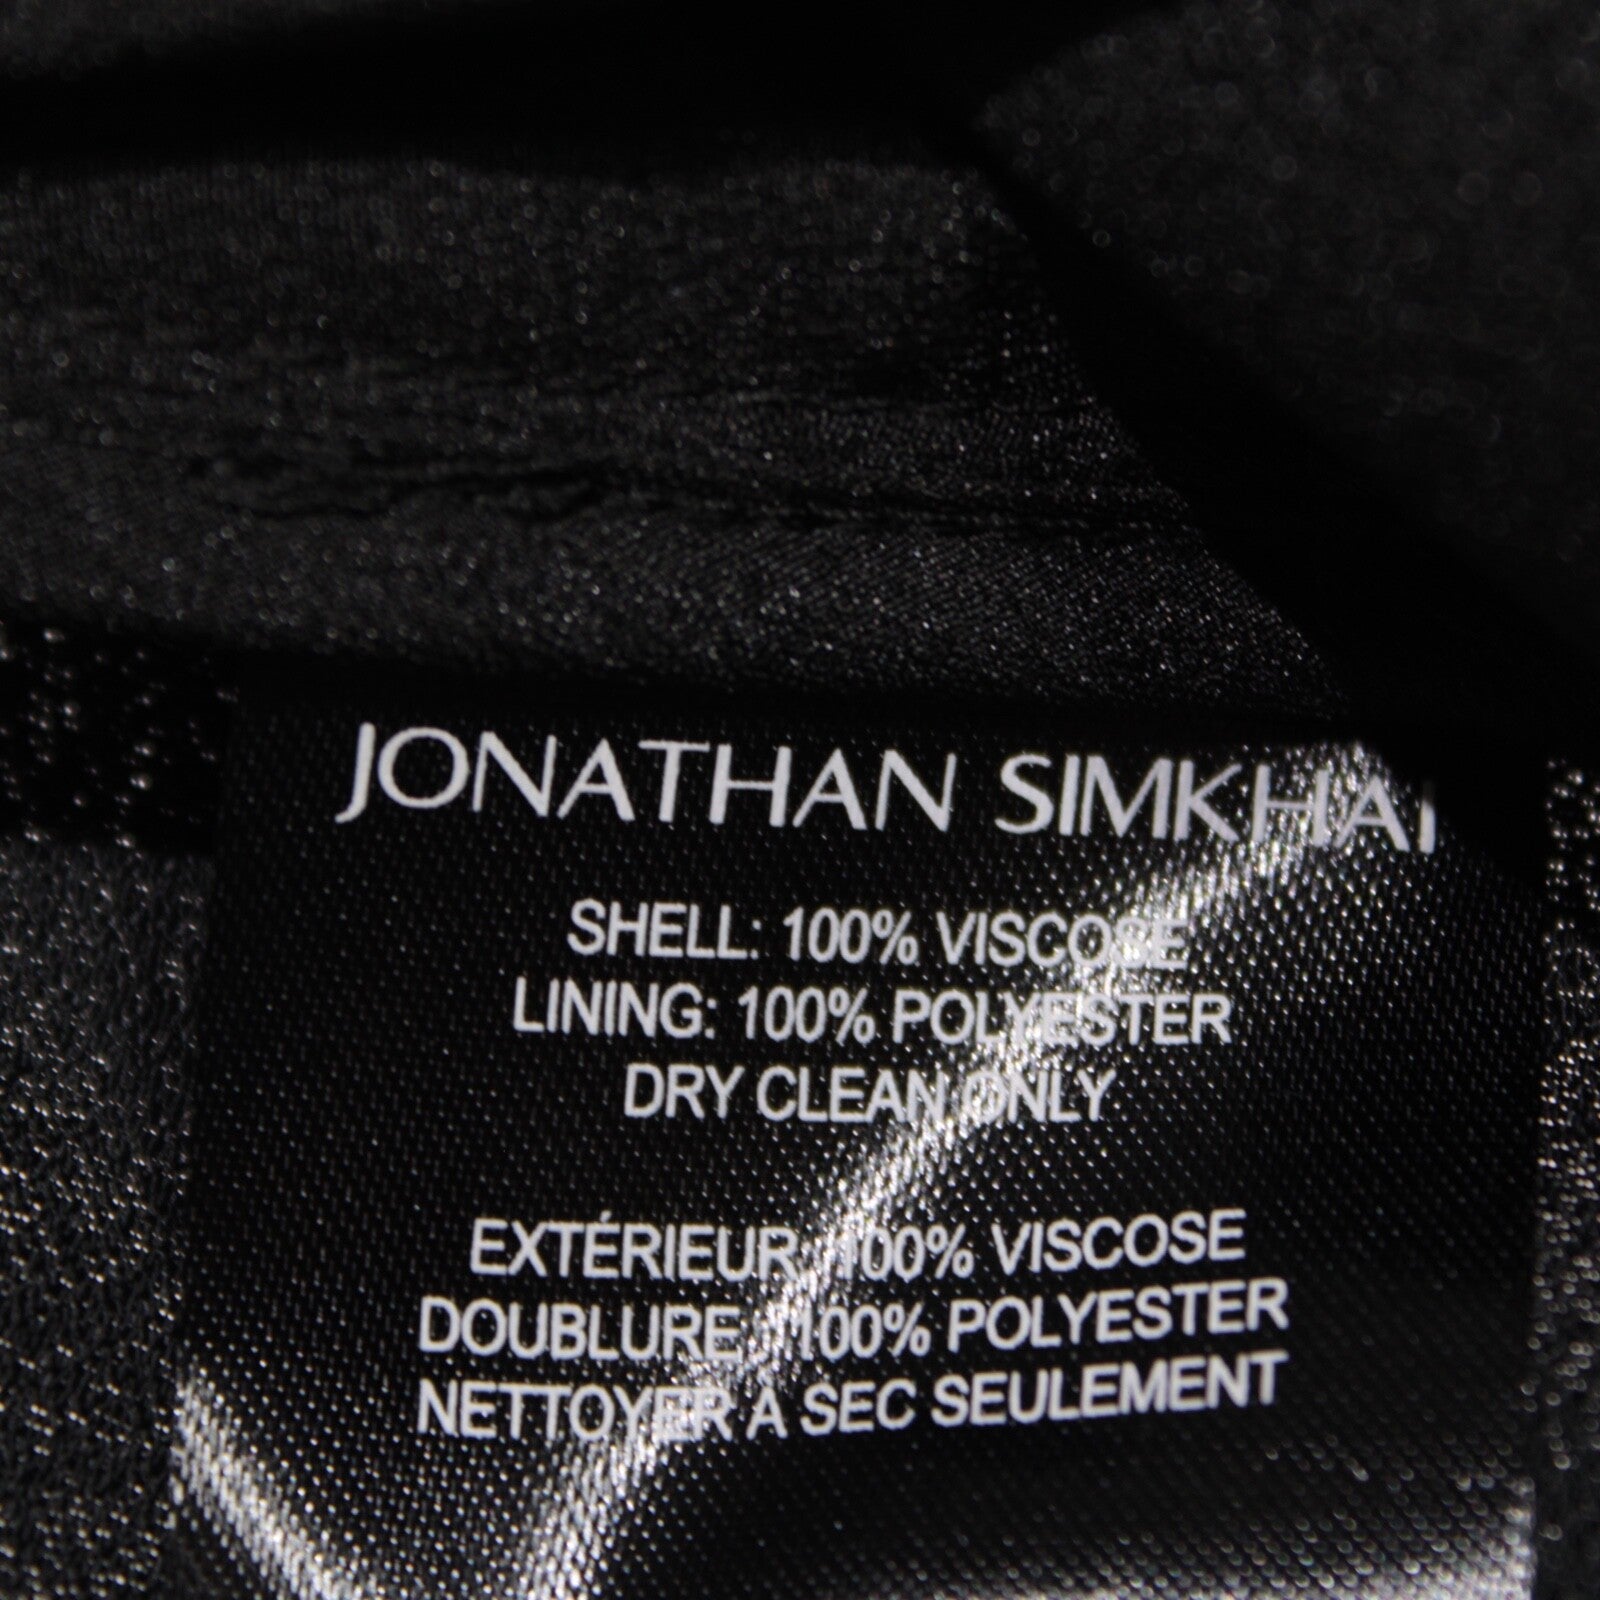 JONATHAN SIMKHAI
SHELL: 100% VISCOSE
LINING: 100% POLYESTER
DRY CLEAN ONLY
EXTÉRIEUR: 100% VISCOSE
DOUBLURE: 100% POLYESTER
NETTOYER A SEC SEULEMENT